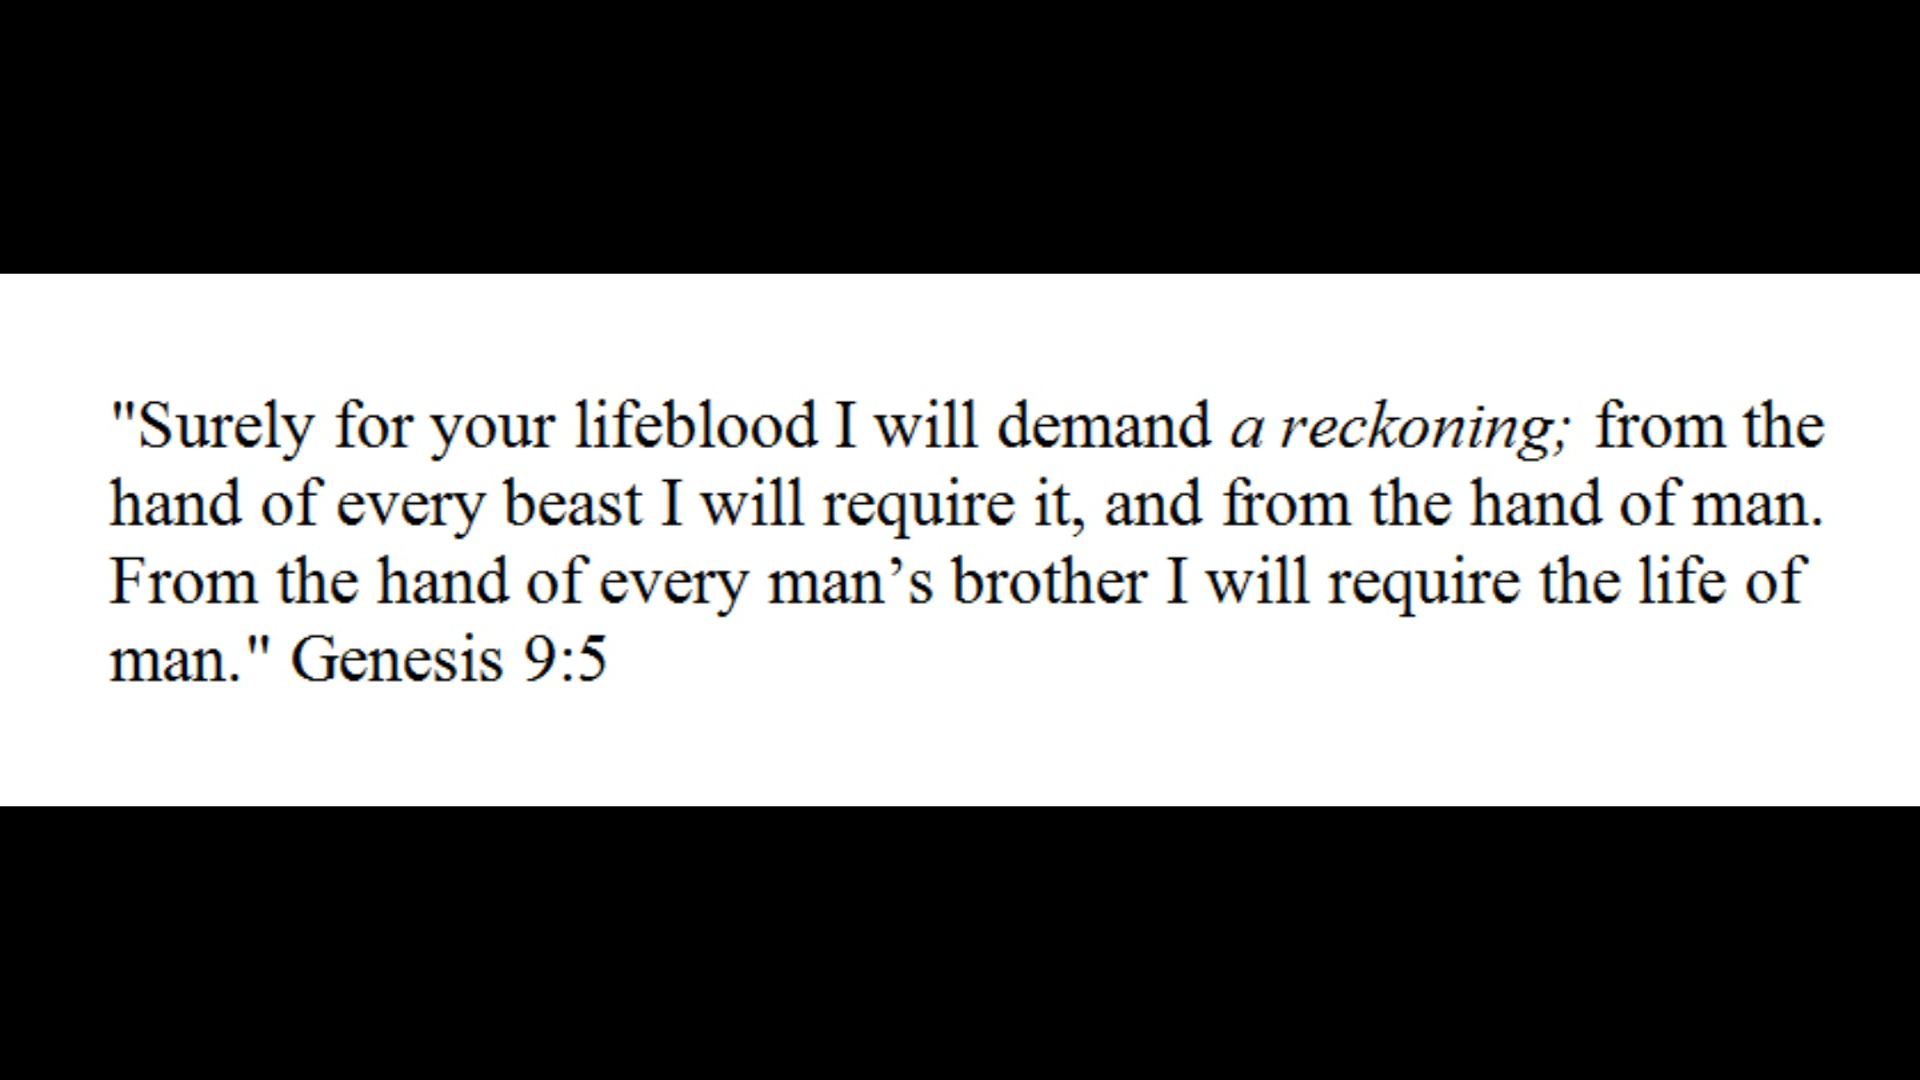 "Surely for your lifeblood I will demand a reckoning; from the
hand of every beast I will require it, and from the hand of man.
From the hand of every man’s brother I will require the life of
man." Genesis 9:5